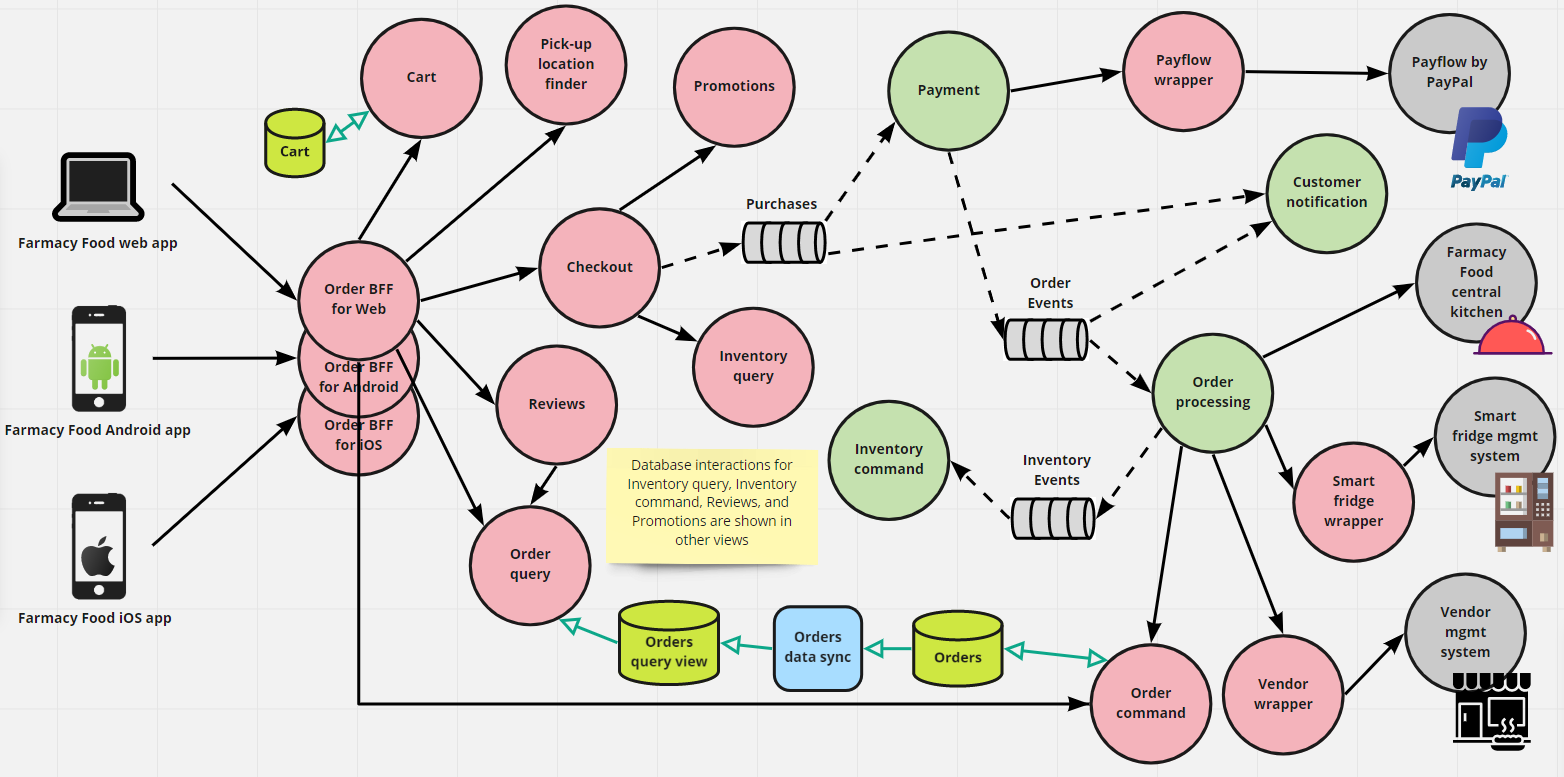 Cart
Pick-up
location
finder
Promotions
Payment
Payflow
wrapper
Payflow by
PayPal
PayPal
Cart
Farmacy Food web app
Purchases
Customer
notification
Order BFF
for Web
Checkout
Farmacy
Food
central
kitchen
Order
Events
Order BFF
for Android
Inventory
query
Order
processing
Farmacy Food Android app
Reviews
Order BFF
for iOS
Smart
fridge mgmt
system
Inventory
command
Database interactions for
Inventory query, Inventory
command, Reviews, and
Promotions are shown in
other views
Inventory
Events
Smart
fridge
wrapper
Order
query
Farmacy Food iOS app
Orders
query view
Orders
data sync
Orders
Vendor
mgmt
system
Order
command
Vendor
wrapper